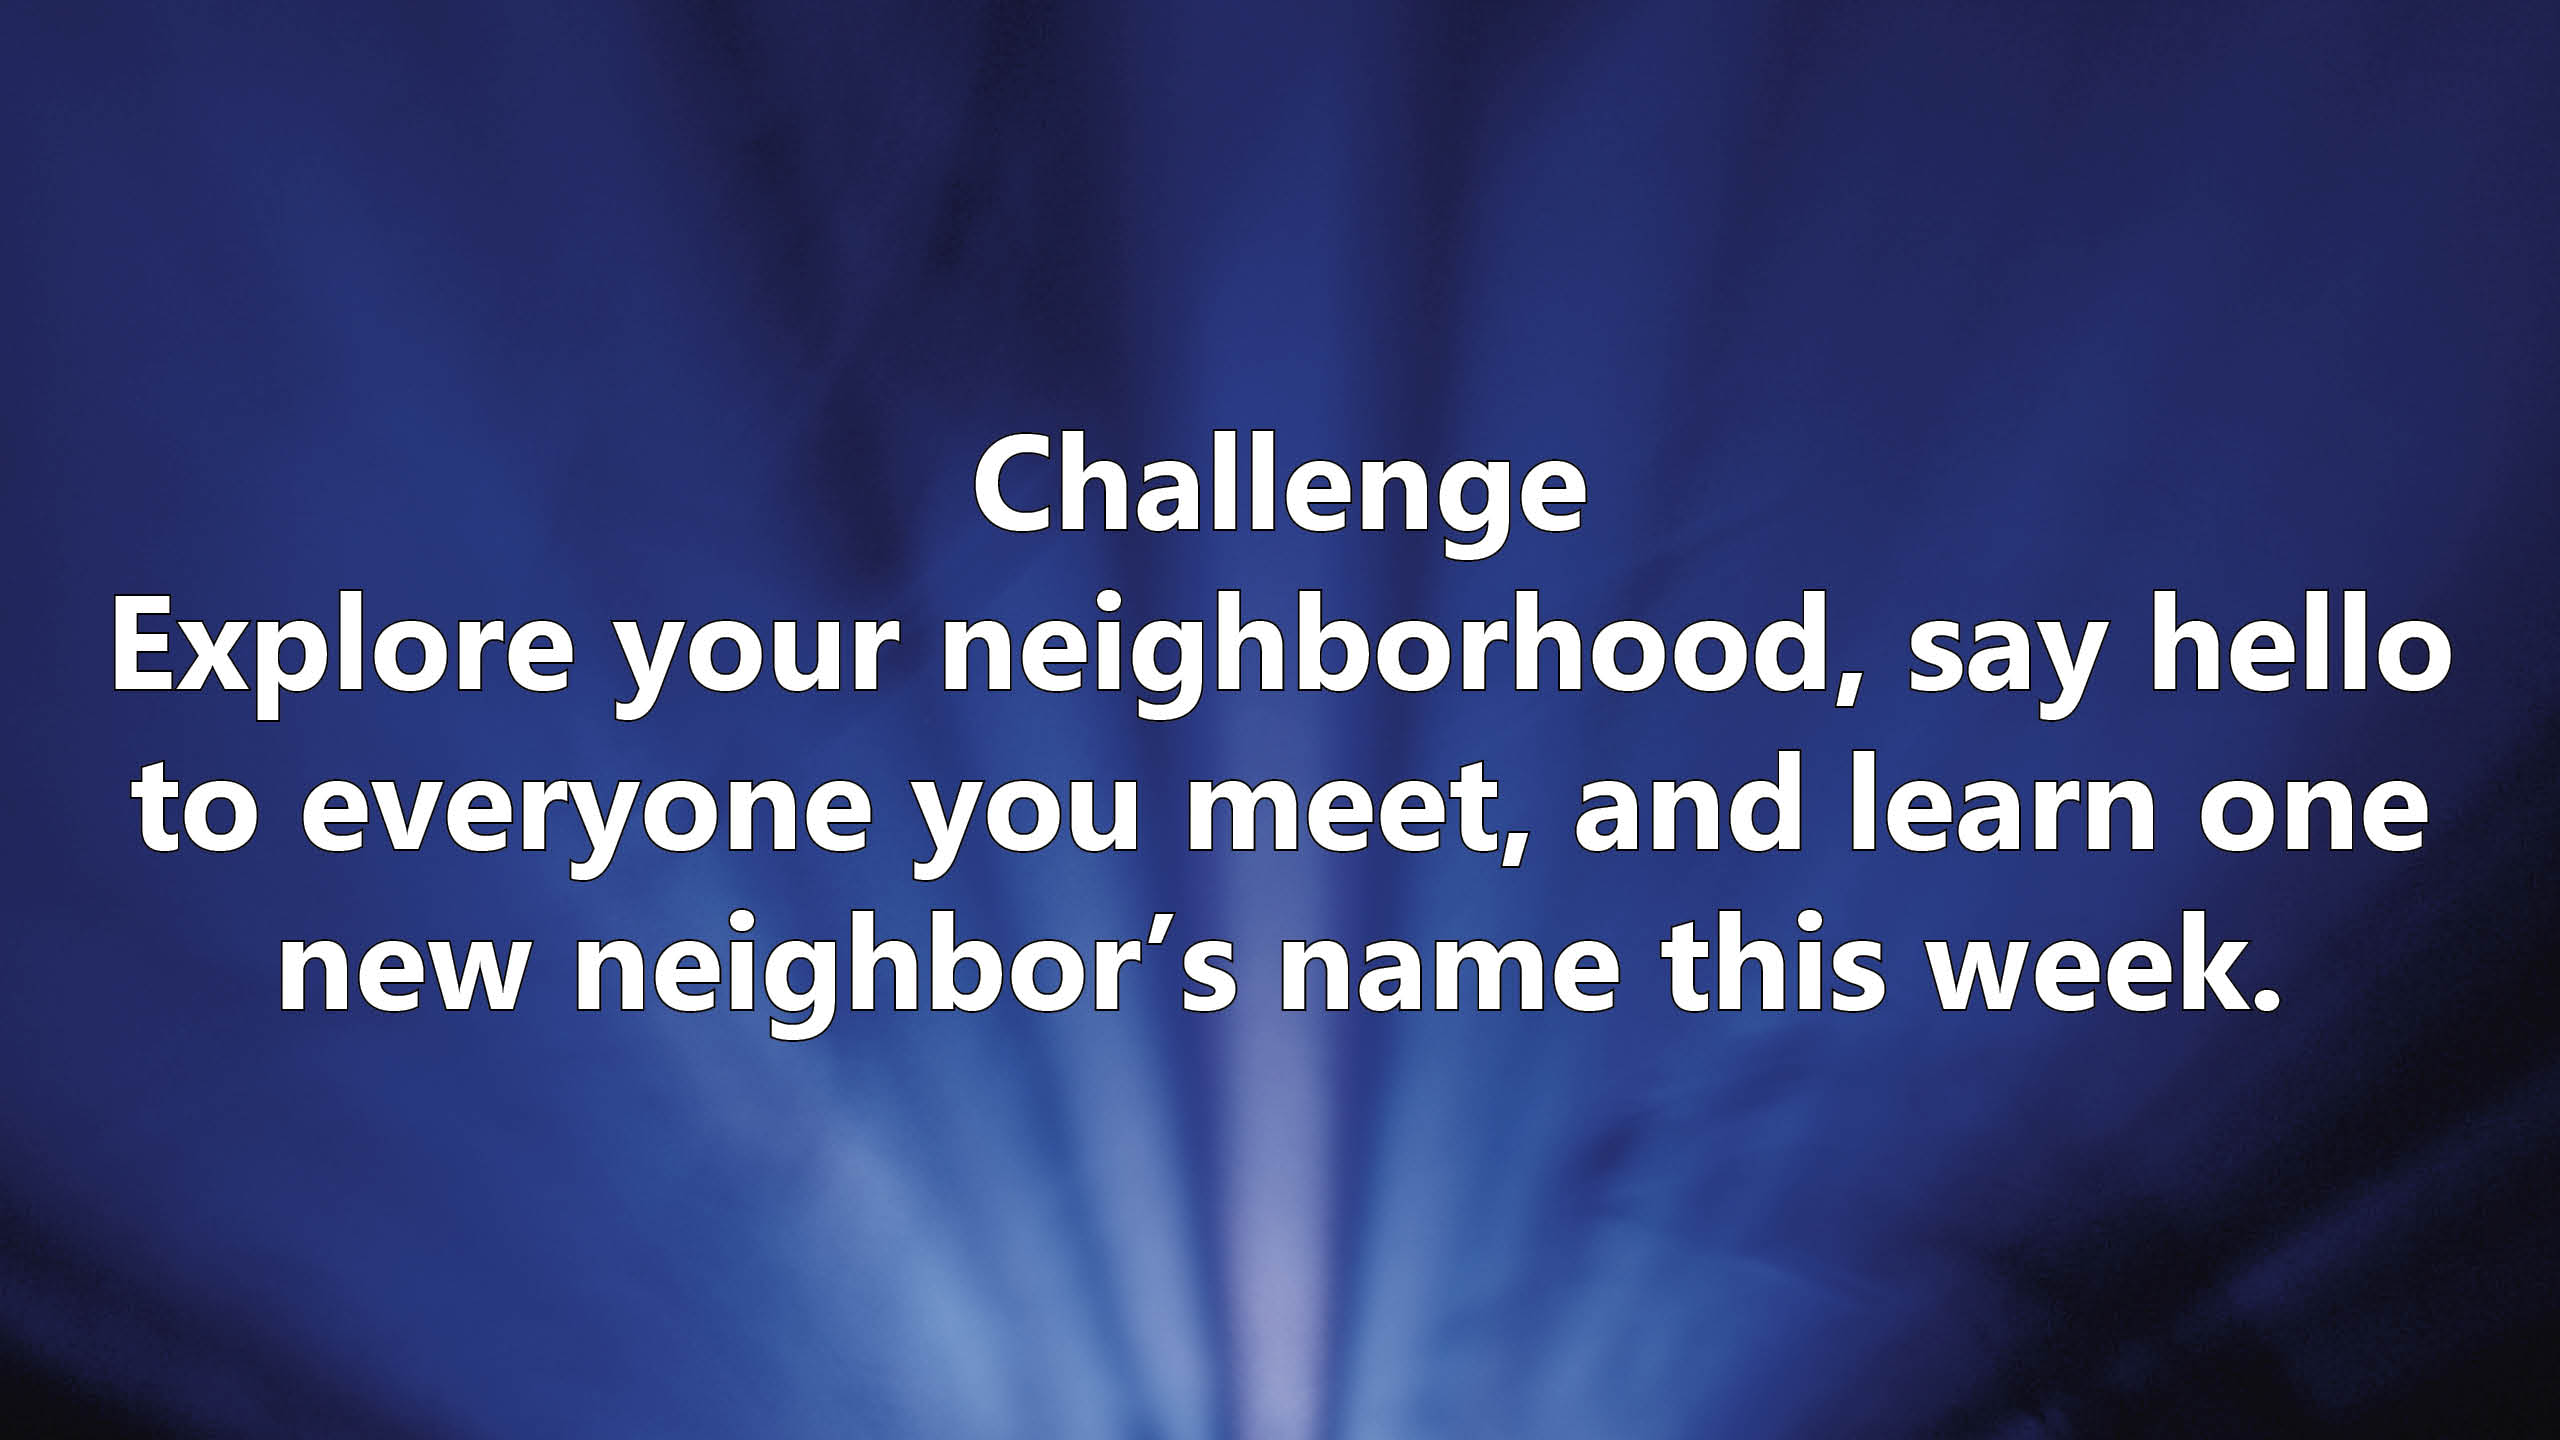 Challenge
Explore your neighborhood, say hello
to everyone you meet, and learn one
new neighbor’s name this week.